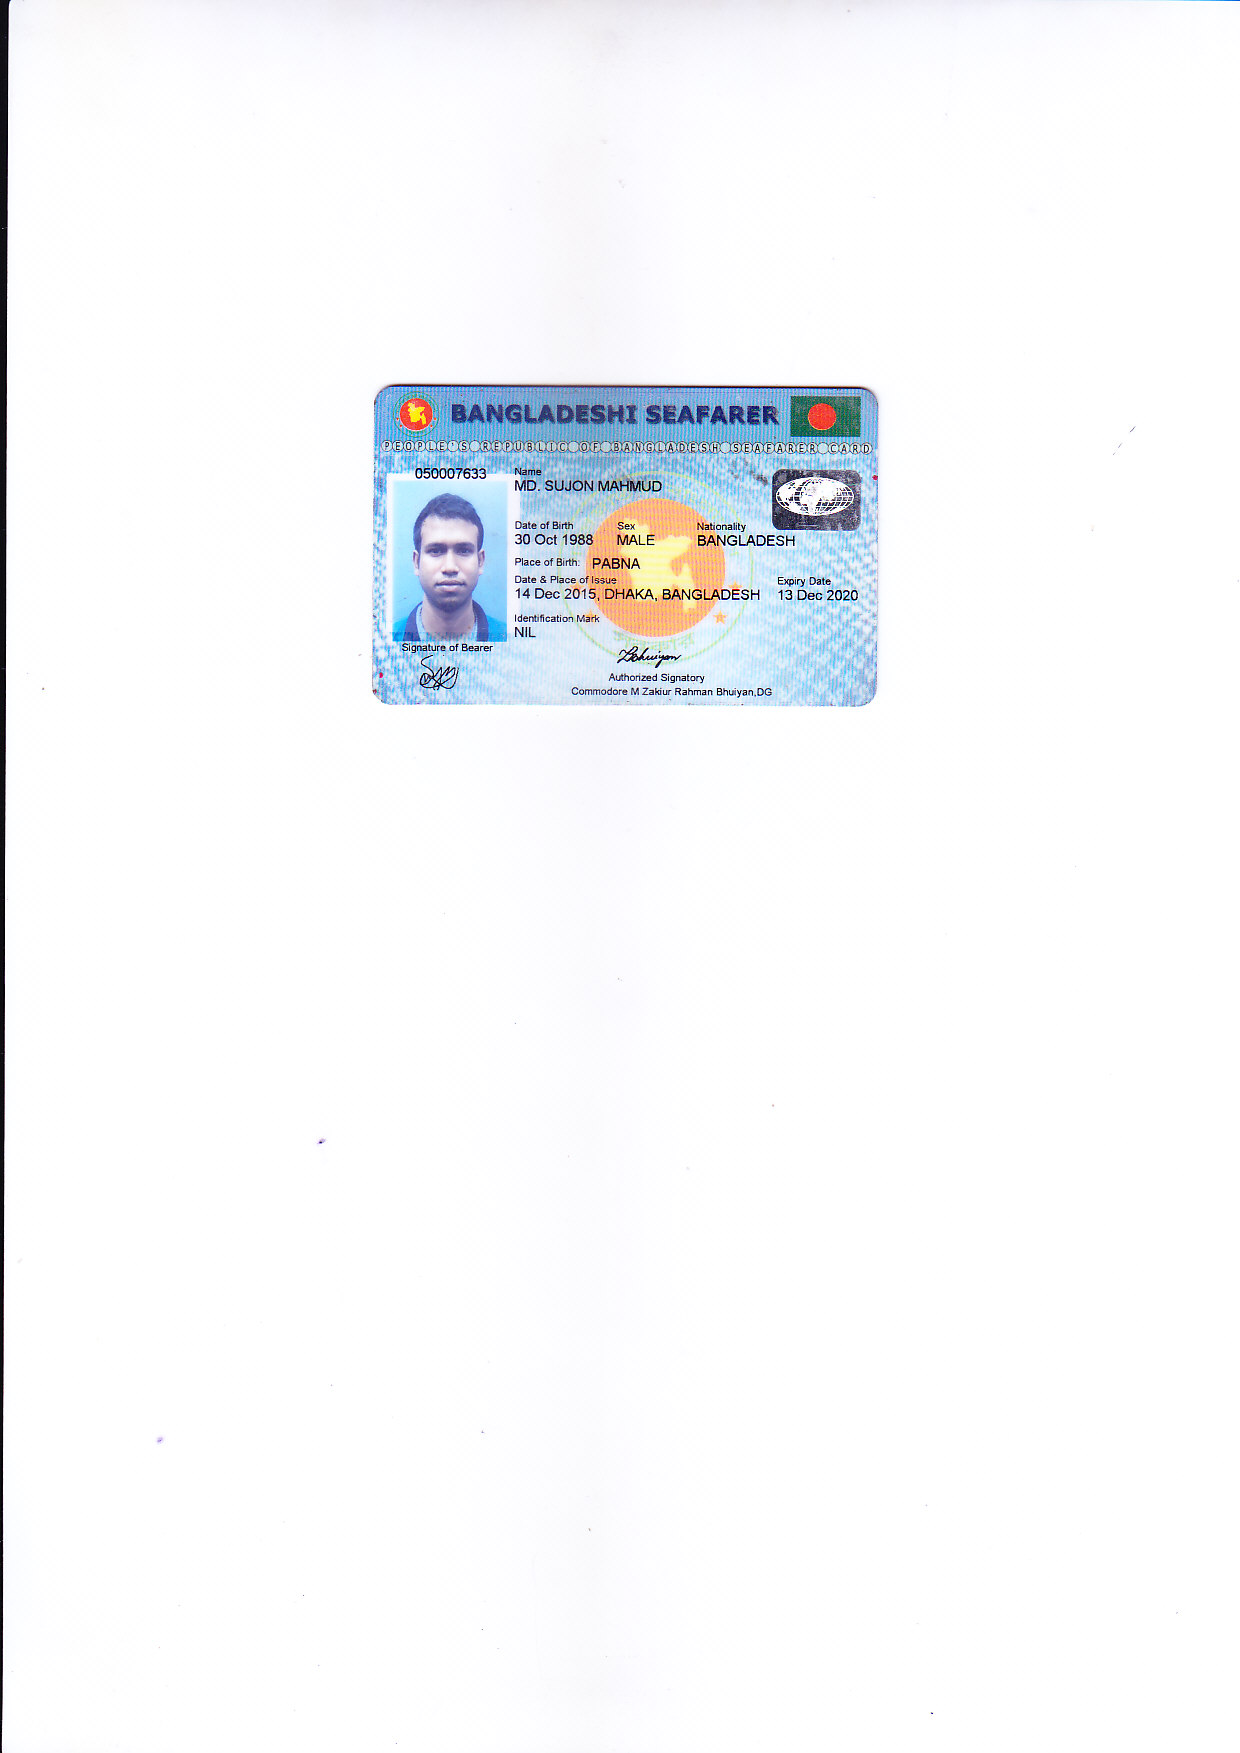 BANGLADESHI SEAFARER
PEOPLE'S REPUBLIC OF BANGLADESH SEAFARER CARD
050007633
Name
MD. SUJON MAHMUD
Date of Birth Sex Nationality
30 Oct 1988 MALE BANGLADESH
Place of Birth: PABNA
Date & Place of Issue Expiry Date
14 Dec 2015, DHAKA, BANGLADESH 13 Dec 2020
Identification Mark
NIL
Signature of Bearer
Authorized Signatory
Commodore M Zakiur Rahman Bhuiyan,DG